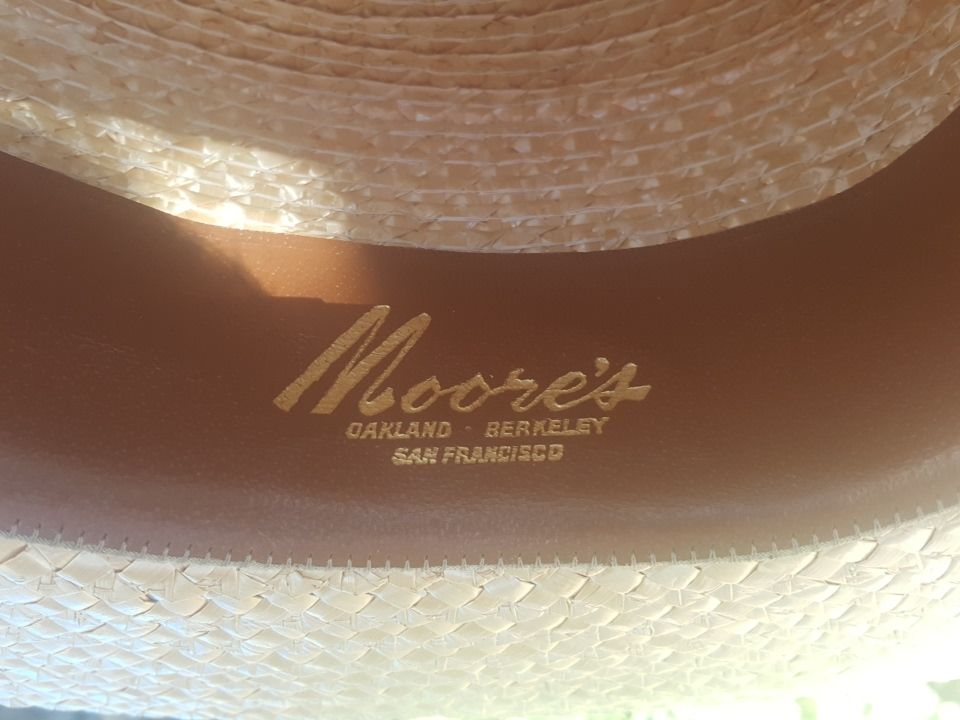 Moore's
OAKLAND · BERKELEY
SAN FRANCISCO